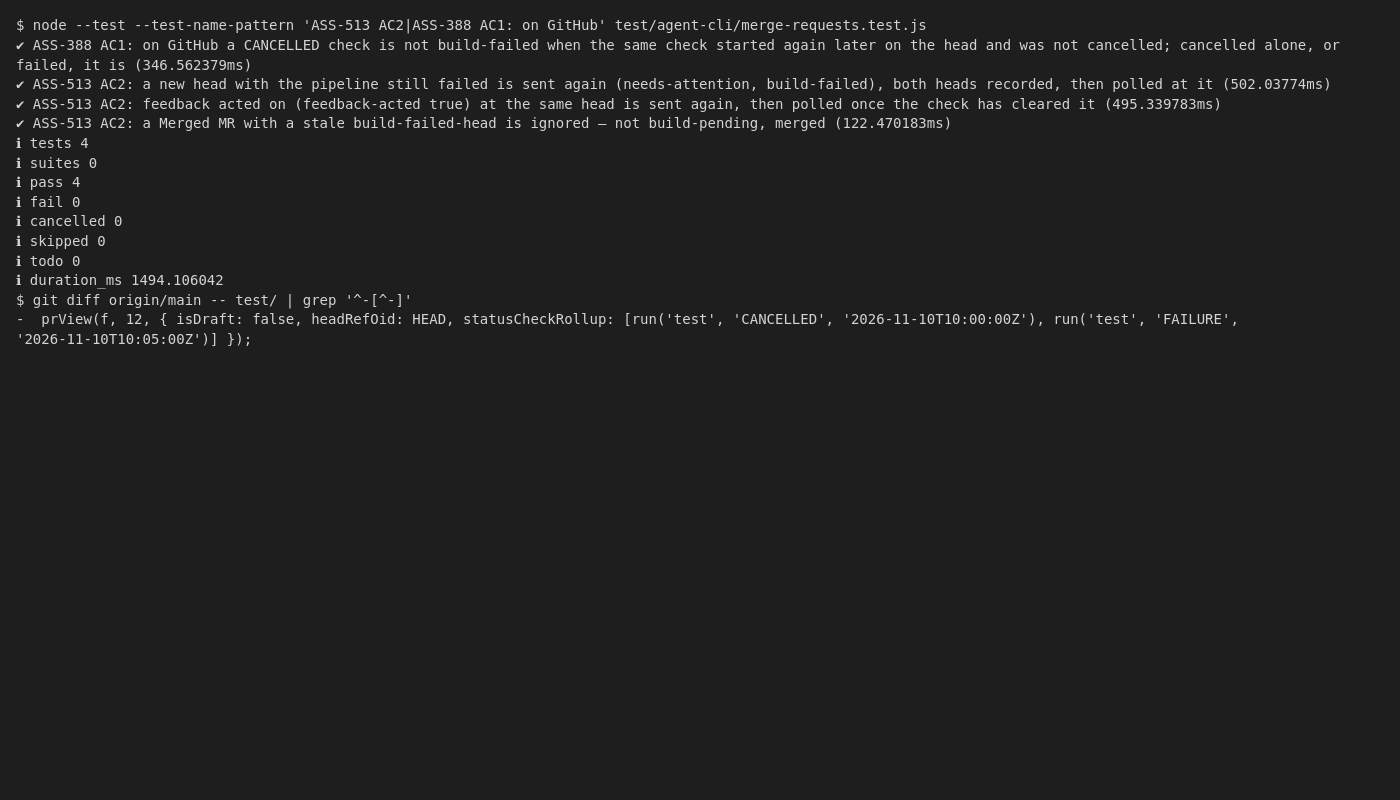 $ node --test --test-name-pattern 'ASS-513 AC2|ASS-388 AC1: on GitHub' test/agent-cli/merge-requests.test.js
✔ ASS-388 AC1: on GitHub a CANCELLED check is not build-failed when the same check started again later on the head and was not cancelled; cancelled alone, or
failed, it is (346.562379ms)
✔ ASS-513 AC2: a new head with the pipeline still failed is sent again (needs-attention, build-failed), both heads recorded, then polled at it (502.03774ms)
✔ ASS-513 AC2: feedback acted on (feedback-acted true) at the same head is sent again, then polled once the check has cleared it (495.339783ms)
✔ ASS-513 AC2: a Merged MR with a stale build-failed-head is ignored — not build-pending, merged (122.470183ms)
ℹ tests 4
ℹ suites 0
ℹ pass 4
ℹ fail 0
ℹ cancelled 0
ℹ skipped 0
ℹ todo 0
ℹ duration_ms 1494.106042
$ git diff origin/main -- test/ | grep '^-[^-]'
-  prView(f, 12, { isDraft: false, headRefOid: HEAD, statusCheckRollup: [run('test', 'CANCELLED', '2026-11-10T10:00:00Z'), run('test', 'FAILURE',
'2026-11-10T10:05:00Z')] });